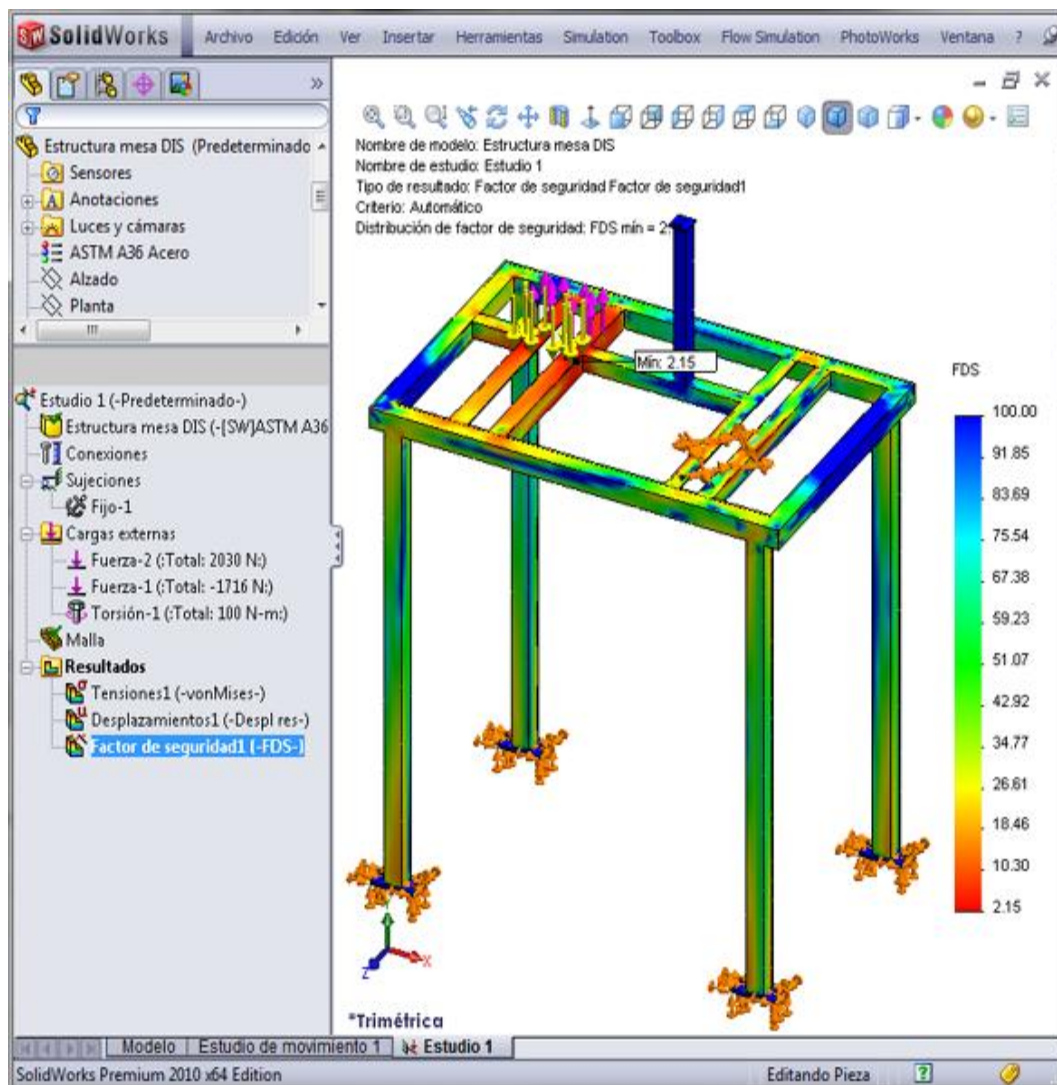 SolidWorks
Archivo Edición Ver Insertar Herramientas Simulation Toolbox Flow Simulation PhotoWorks Ventana ?
Estructura mesa DIS (Predeterminado
Sensores
Anotaciones
Luces y cámaras
ASTM A36 Acero
Alzado
Planta
Estudio 1 (-Predeterminado-)
Estructura mesa DIS (-[SW]ASTM A36
Conexiones
Sujeciones
Fijo-1
Cargas externas
Fuerza-2 (:Total: 2030 N:)
Fuerza-1 (:Total: -1716 N:)
Torsión-1 (:Total: 100 N-m:)
Malla
Resultados
Tensiones1 (-vonMises-)
Desplazamientos1 (-Despl res-)
Factor de seguridad1 (-FDS-)
Nombre de modelo: Estructura mesa DIS
Nombre de estudio: Estudio 1
Tipo de resultado: Factor de seguridad Factor de seguridad1
Criterio: Automático
Distribución de factor de seguridad: FDS mín = 2.
Mín: 2.15
FDS
100.00
91.85
83.69
75.54
67.38
59.23
51.07
42.92
34.77
26.61
18.46
10.30
2.15
Y
X
Z
*Trimétrica
Modelo Estudio de movimiento 1 Estudio 1
SolidWorks Premium 2010 x64 Edition Editando Pieza ?